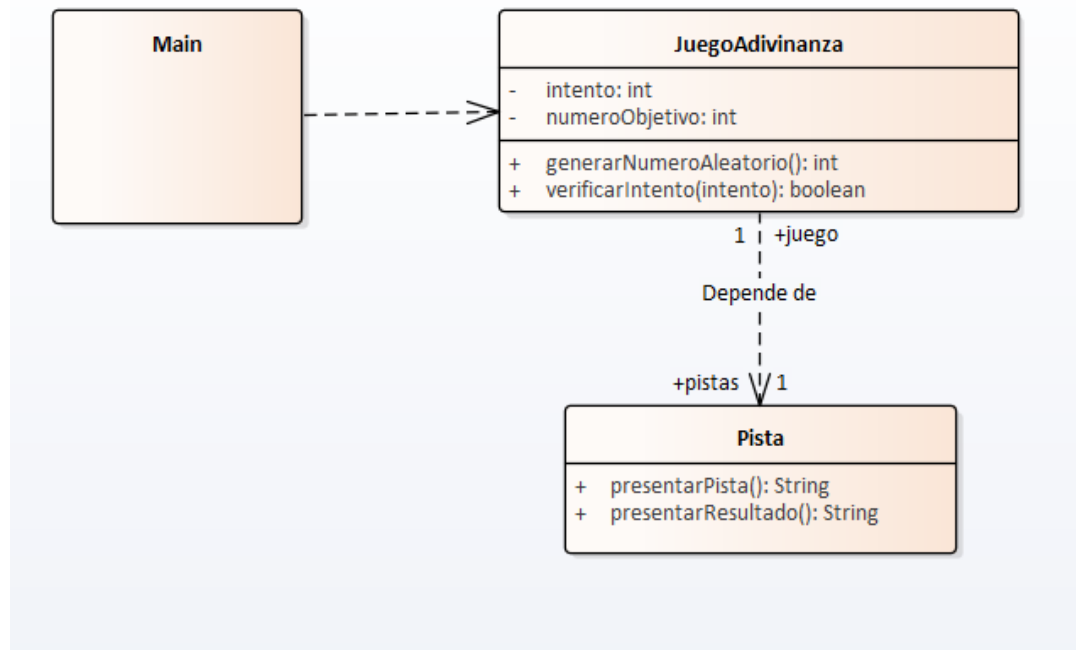 Main
JuegoAdivinanza
- intento: int
- numeroObjetivo: int
+ generarNumeroAleatorio(): int
+ verificarIntento(intento): boolean
1 +juego
Depende de
+pistas 1
Pista
+ presentarPista(): String
+ presentarResultado(): String